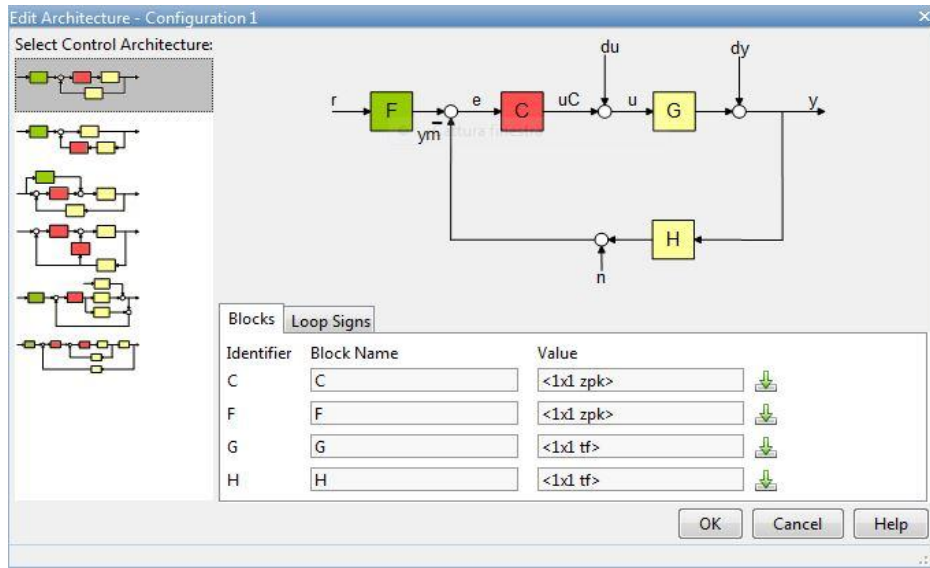 Edit Architecture - Configuration 1
Select Control Architecture:
du dy
r F e C uC u G y
ym
H
n
Blocks Loop Signs
Identifier Block Name Value
C C <1x1 zpk>
F F <1x1 zpk>
G G <1x1 tf>
H H <1x1 tf>
OK Cancel Help